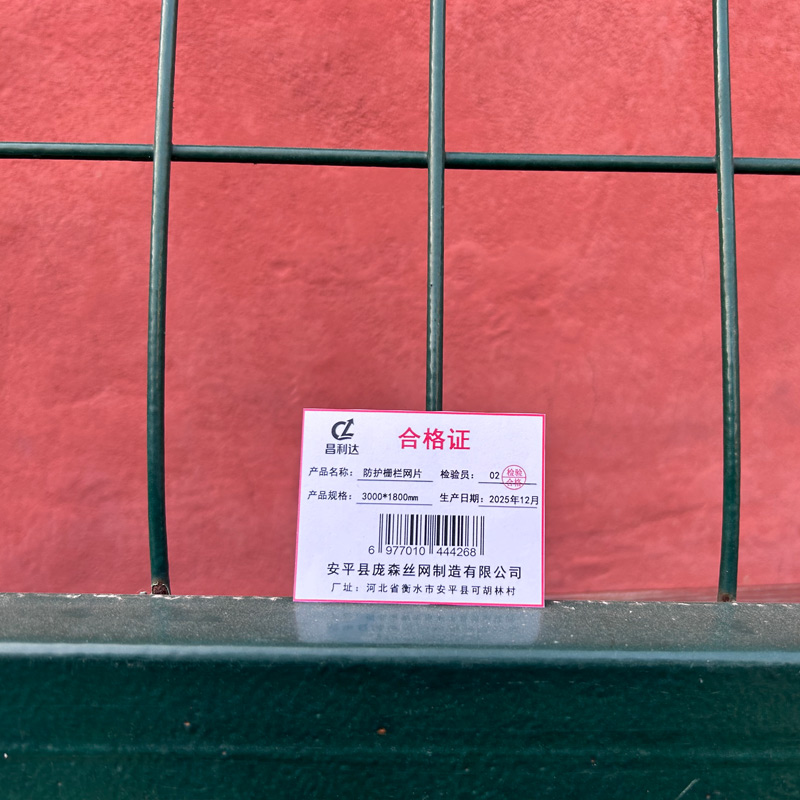 昌利达
合格证
产品名称: 防护栅栏网片 检验员: 02 检验合格
产品规格: 3000*1800mm 生产日期: 2025年12月
6 977010 444268
安平县庞森丝网制造有限公司
厂址: 河北省衡水市安平县可胡林村